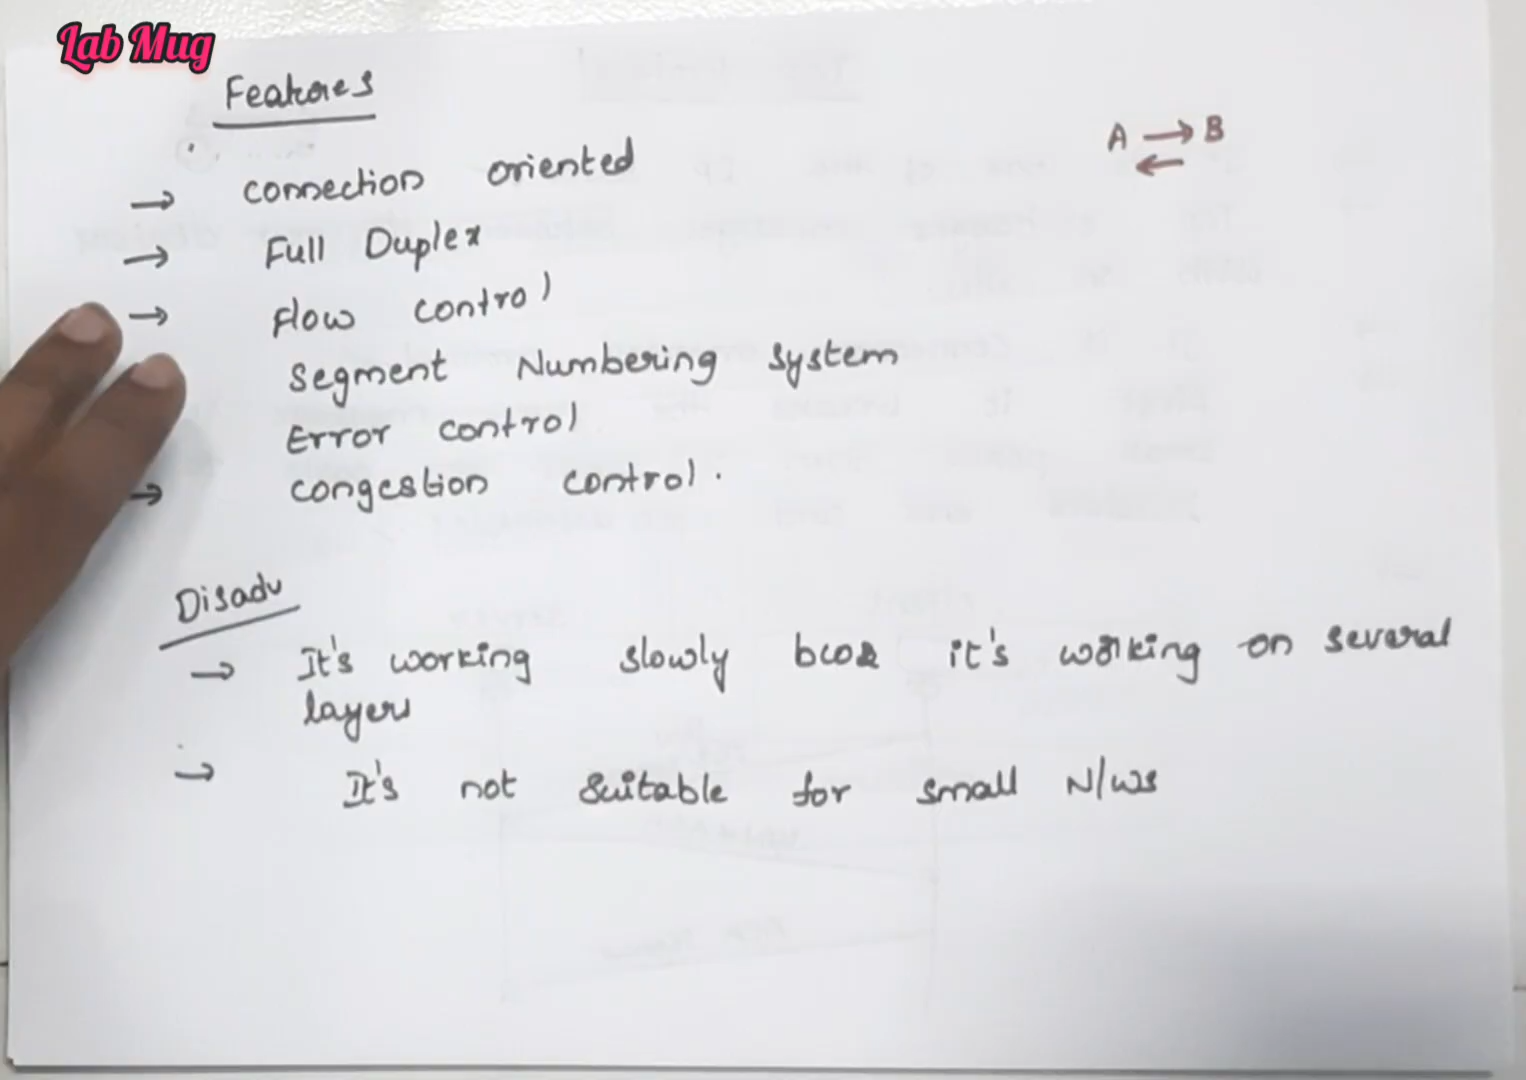 Lab Mug
Features
A → B
←
→ connection oriented
→ Full Duplex
→ Flow control
Segment Numbering system
Error control
→ congestion control.
Disadv
→ It's working slowly bcoz it's working on several
layers
→ It's not suitable for small N/ws